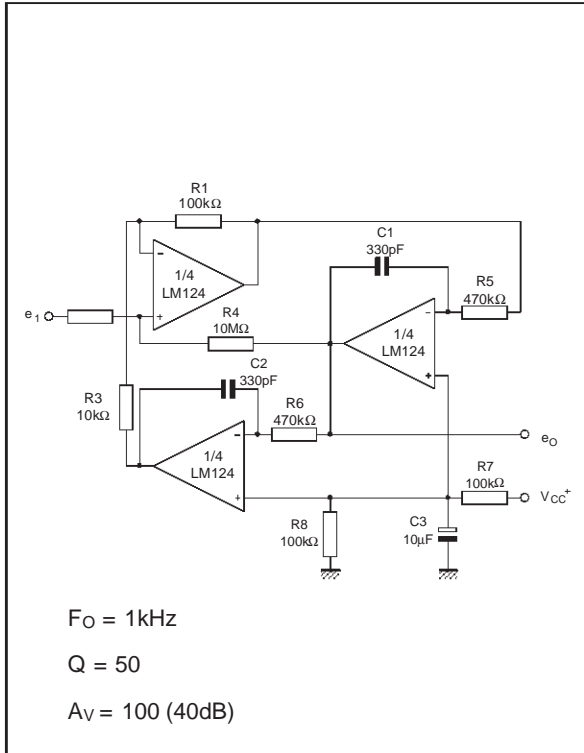 R1
100kΩ
C1
330pF
1/4
LM124
R5
470kΩ
e1
R4
10MΩ
1/4
LM124
C2
330pF
R3
10kΩ
R6
470kΩ
1/4
LM124
eO
R7
100kΩ
VCC+
R8
100kΩ
C3
10µF
FO = 1kHz
Q = 50
AV = 100 (40dB)